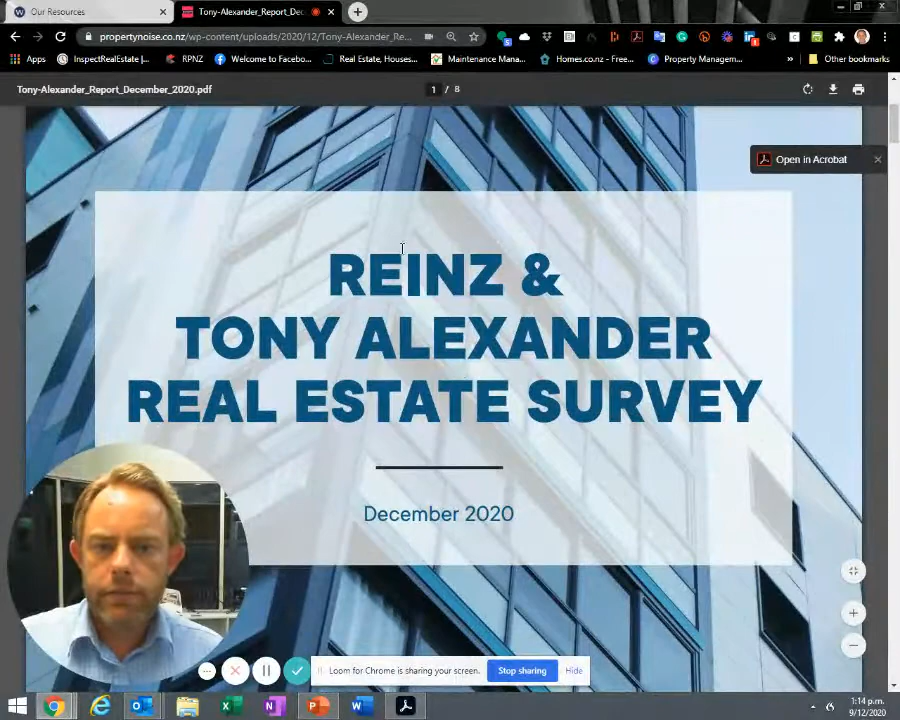 Our Resources
Tony-Alexander_Report_Dec
propertynoise.co.nz/wp-content/uploads/2020/12/Tony-Alexander_Re...
Apps
InspectRealEstate |...
RPNZ
Welcome to Facebo...
Real Estate, Houses...
Maintenance Mana...
Homes.co.nz - Free...
Property Managem...
»
Other bookmarks
Tony-Alexander_Report_December_2020.pdf
1 / 8
Open in Acrobat
REINZ &
TONY ALEXANDER
REAL ESTATE SURVEY
December 2020
Loom for Chrome is sharing your screen.
Stop sharing
Hide
1:14 p.m.
9/12/2020